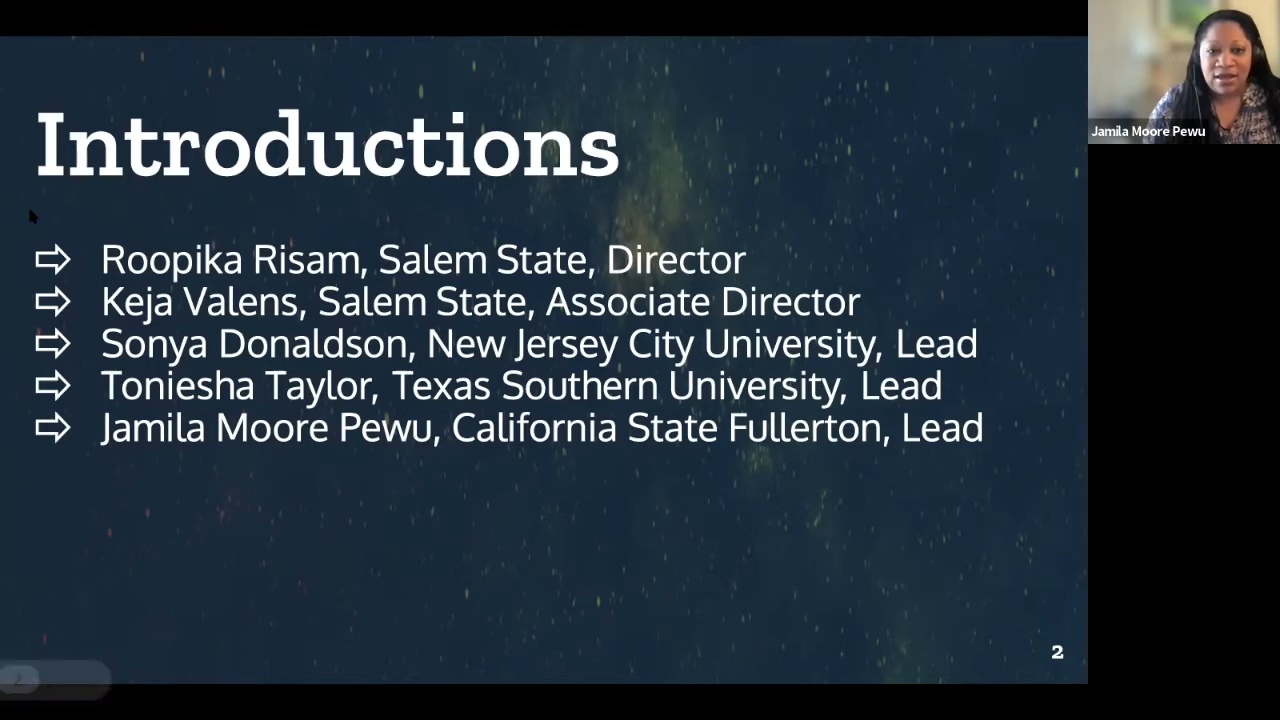 Introductions
Roopika Risam, Salem State, Director
Keja Valens, Salem State, Associate Director
Sonya Donaldson, New Jersey City University, Lead
Toniesha Taylor, Texas Southern University, Lead
Jamila Moore Pewu, California State Fullerton, Lead
2
Jamila Moore Pewu